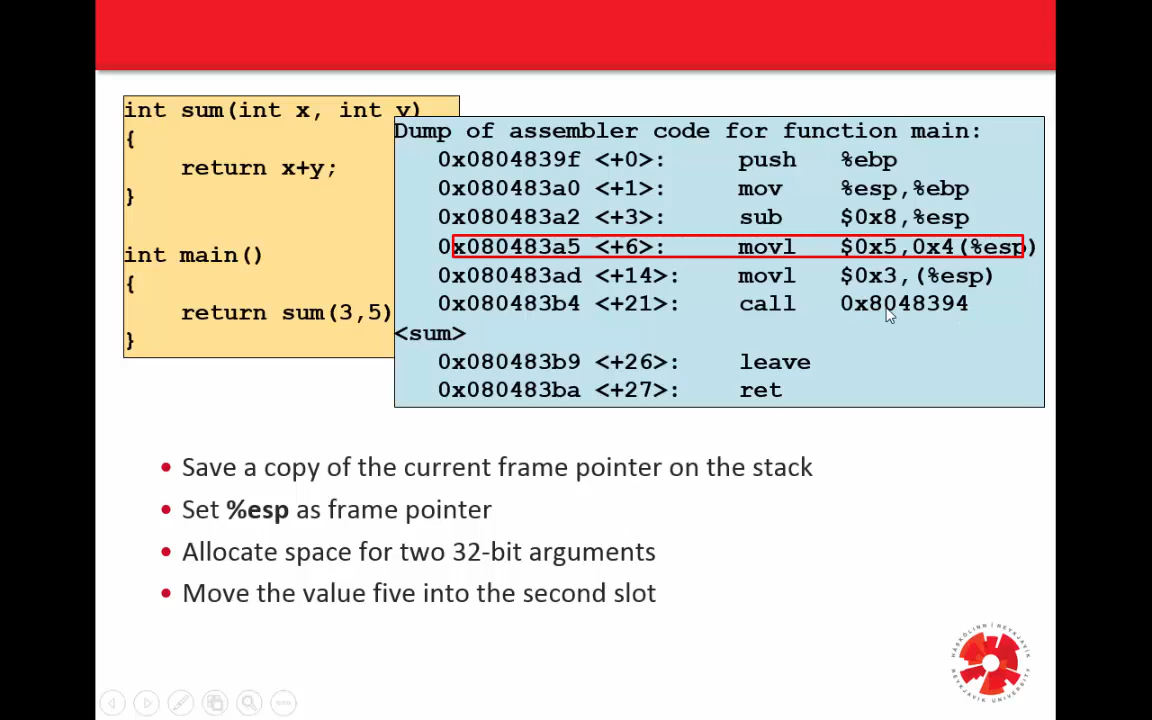 int sum(int x, int y)
{
return x+y;
}
int main()
{
return sum(3,5)
}
Dump of assembler code for function main:
0x0804839f <+0>: push %ebp
0x080483a0 <+1>: mov %esp,%ebp
0x080483a2 <+3>: sub $0x8,%esp
0x080483a5 <+6>: movl $0x5,0x4(%esp)
0x080483ad <+14>: movl $0x3,(%esp)
0x080483b4 <+21>: call 0x8048394
<sum>
0x080483b9 <+26>: leave
0x080483ba <+27>: ret
• Save a copy of the current frame pointer on the stack
• Set %esp as frame pointer
• Allocate space for two 32-bit arguments
• Move the value five into the second slot
HÁSKÓLINN Í REYKJAVÍK
REYKJAVIK UNIVERSITY